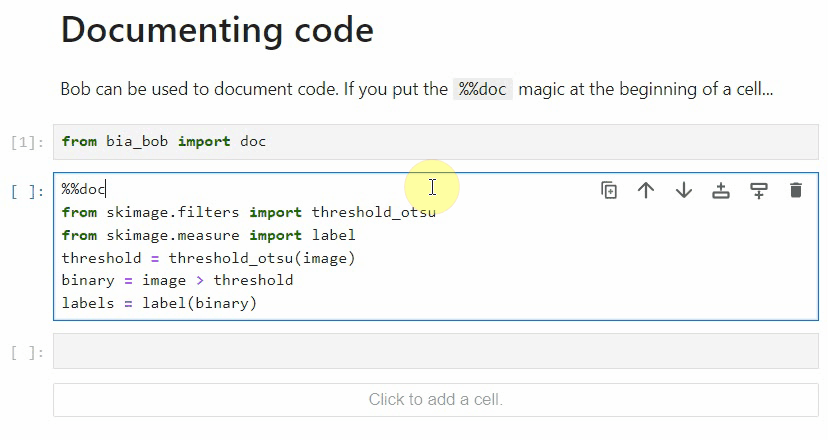 Documenting code
Bob can be used to document code. If you put the %%doc magic at the beginning of a cell...
[1]: from bia_bob import doc
[ ]: %%doc
from skimage.filters import threshold_otsu
from skimage.measure import label
threshold = threshold_otsu(image)
binary = image > threshold
labels = label(binary)
[ ]:
Click to add a cell.